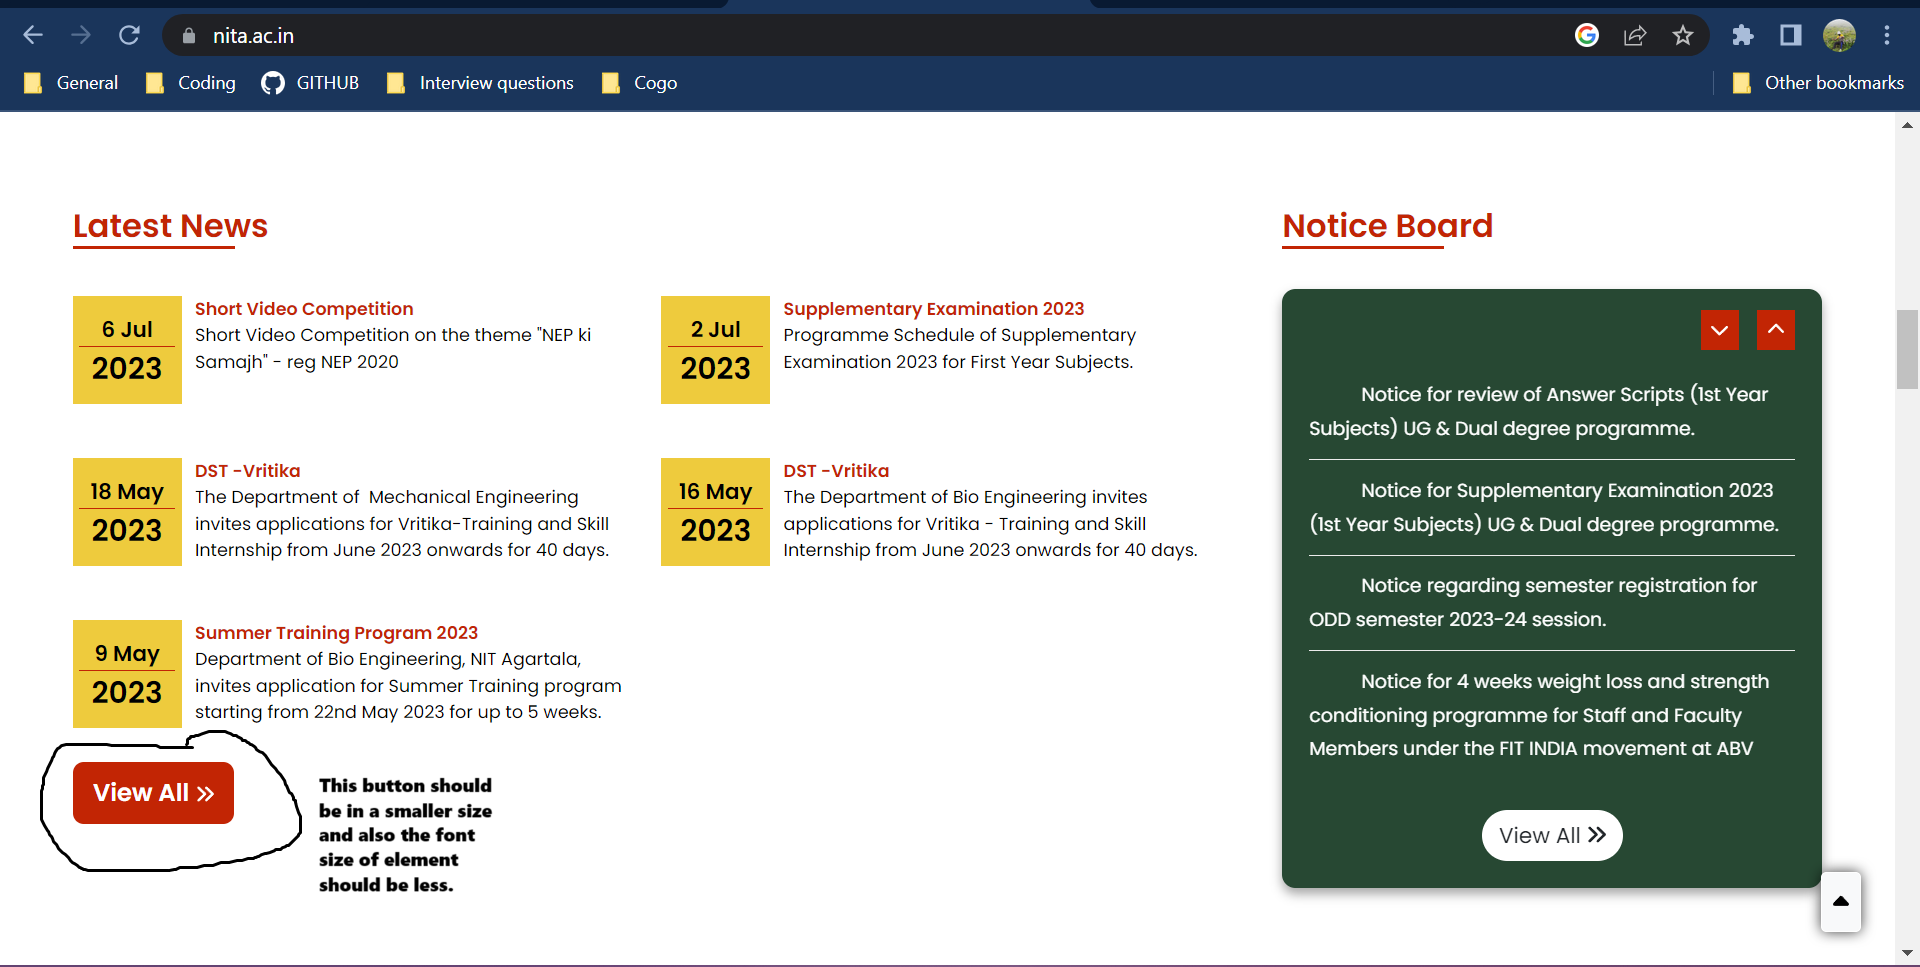 nita.ac.in
General
Coding
GITHUB
Interview questions
Cogo
Other bookmarks
Latest News
6 Jul
2023
Short Video Competition
Short Video Competition on the theme "NEP ki
Samajh" - reg NEP 2020
2 Jul
2023
Supplementary Examination 2023
Programme Schedule of Supplementary
Examination 2023 for First Year Subjects.
18 May
2023
DST -Vritika
The Department of  Mechanical Engineering
invites applications for Vritika-Training and Skill
Internship from June 2023 onwards for 40 days.
16 May
2023
DST -Vritika
The Department of Bio Engineering invites
applications for Vritika - Training and Skill
Internship from June 2023 onwards for 40 days.
9 May
2023
Summer Training Program 2023
Department of Bio Engineering, NIT Agartala,
invites application for Summer Training program
starting from 22nd May 2023 for up to 5 weeks.
View All »
This button should
be in a smaller size
and also the font
size of element
should be less.
Notice Board
Notice for review of Answer Scripts (1st Year
Subjects) UG & Dual degree programme.
Notice for Supplementary Examination 2023
(1st Year Subjects) UG & Dual degree programme.
Notice regarding semester registration for
ODD semester 2023-24 session.
Notice for 4 weeks weight loss and strength
conditioning programme for Staff and Faculty
Members under the FIT INDIA movement at ABV
View All »